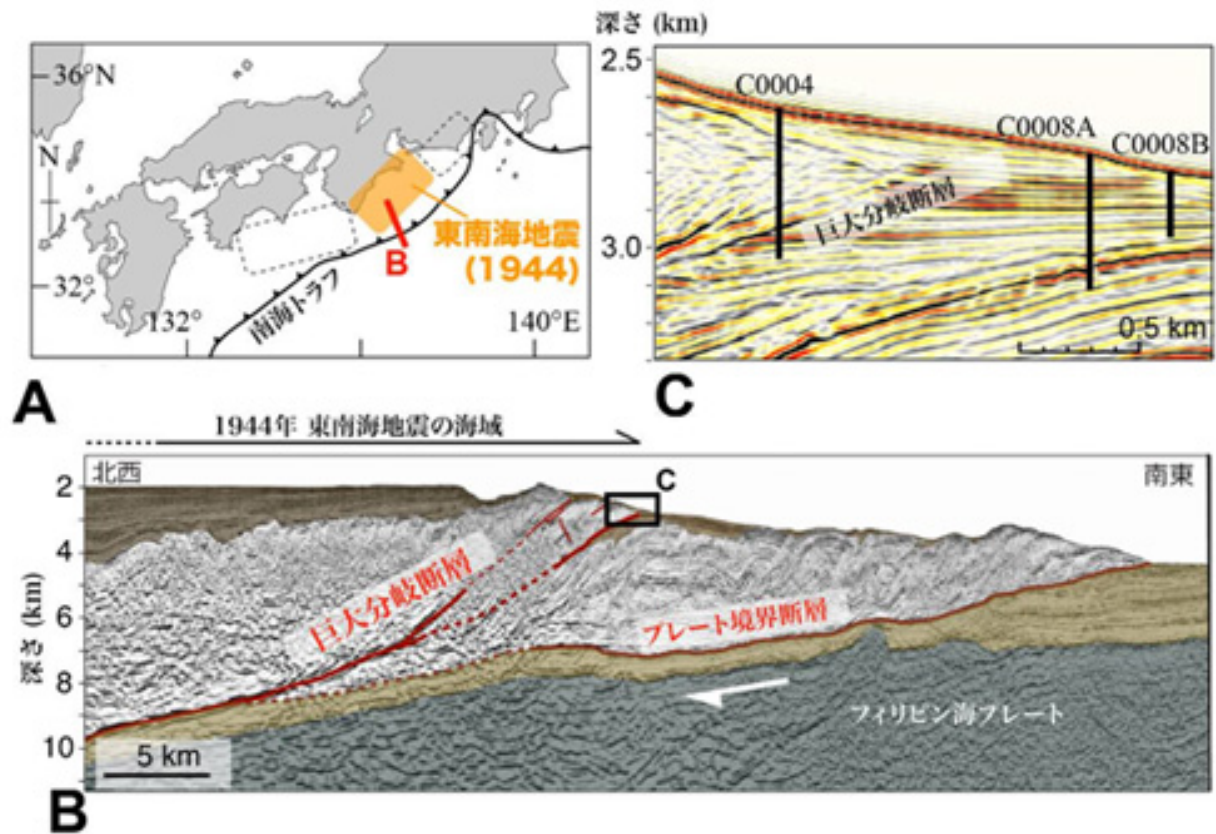 36°N
N
32°
132°
140°E
南海トラフ
B
東南海地震
(1944)
A
深さ (km)
2.5
3.0
C0004
C0008A
C0008B
巨大分岐断層
0.5 km
C
1944年 東南海地震の海域
北西
南東
C
2
4
6
8
10
深さ (km)
巨大分岐断層
プレート境界断層
フィリピン海プレート
5 km
B